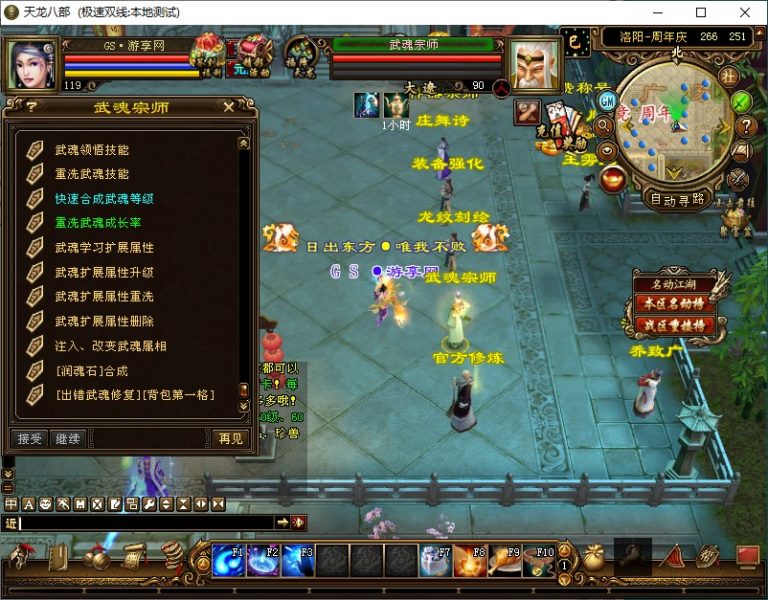 天龙八部 (极速双线:本地测试)
GS·游享网
119
武魂宗师
大辽
90
洛阳-周年庆 266 251
北
GM
社
自动寻路
1小时
武魂宗师
武魂领悟技能
重洗武魂技能
快速合成武魂等级
重洗武魂成长率
武魂学习扩展属性
武魂扩展属性升级
武魂扩展属性重洗
武魂扩展属性删除
注入、改变武魂属相
[润魂石]合成
[出错武魂修复][背包第一格]
接受
继续
再见
庄舞诗
装备强化
龙纹刻绘
日出东方●唯我不败
GS●游享网
武魂宗师
官方修炼
名动江湖
本区名动榜
战区重楼榜
乔致广
近
F1
F2
F3
F7
F8
F9
F10
1